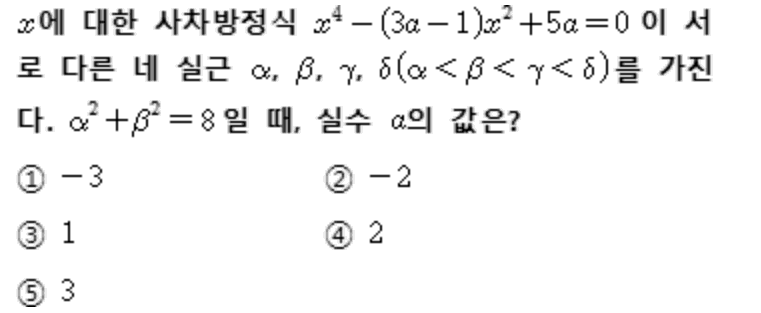 x에 대한 사차방정식 x⁴−(3a−1)x²+5a=0 이 서
로 다른 네 실근 α, β, γ, δ(α<β<γ<δ)를 가진
다. α²+β²=8일 때, 실수 a의 값은?
① −3 ② −2
③ 1 ④ 2
⑤ 3